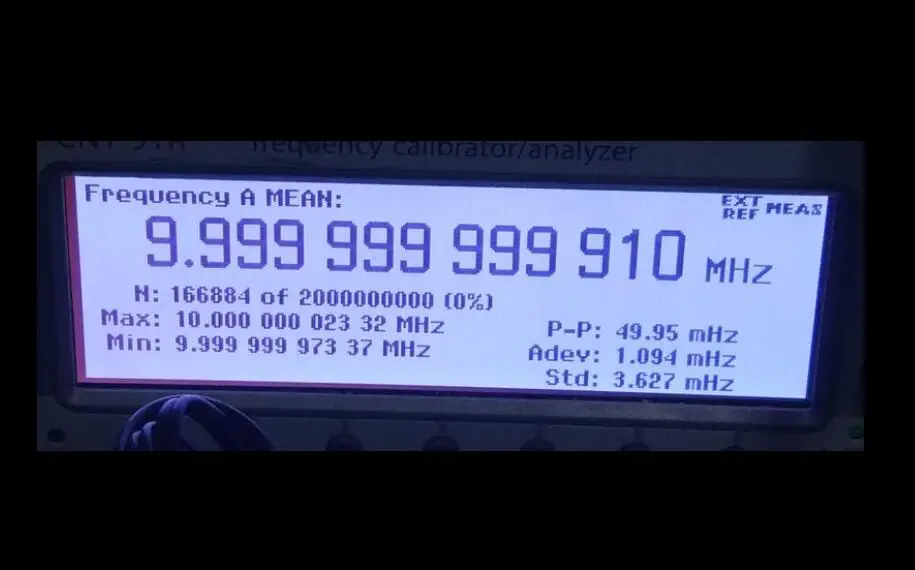 frequency calibrator/analyzer
Frequency A MEAN:
EXT REF MEAS
9.999 999 999 910 MHz
N: 166884 of 2000000000 (0%)
Max: 10.000 000 023 32 MHz
P-P: 49.95 mHz
Min: 9.999 999 973 37 MHz
Adev: 1.094 mHz
Std: 3.627 mHz